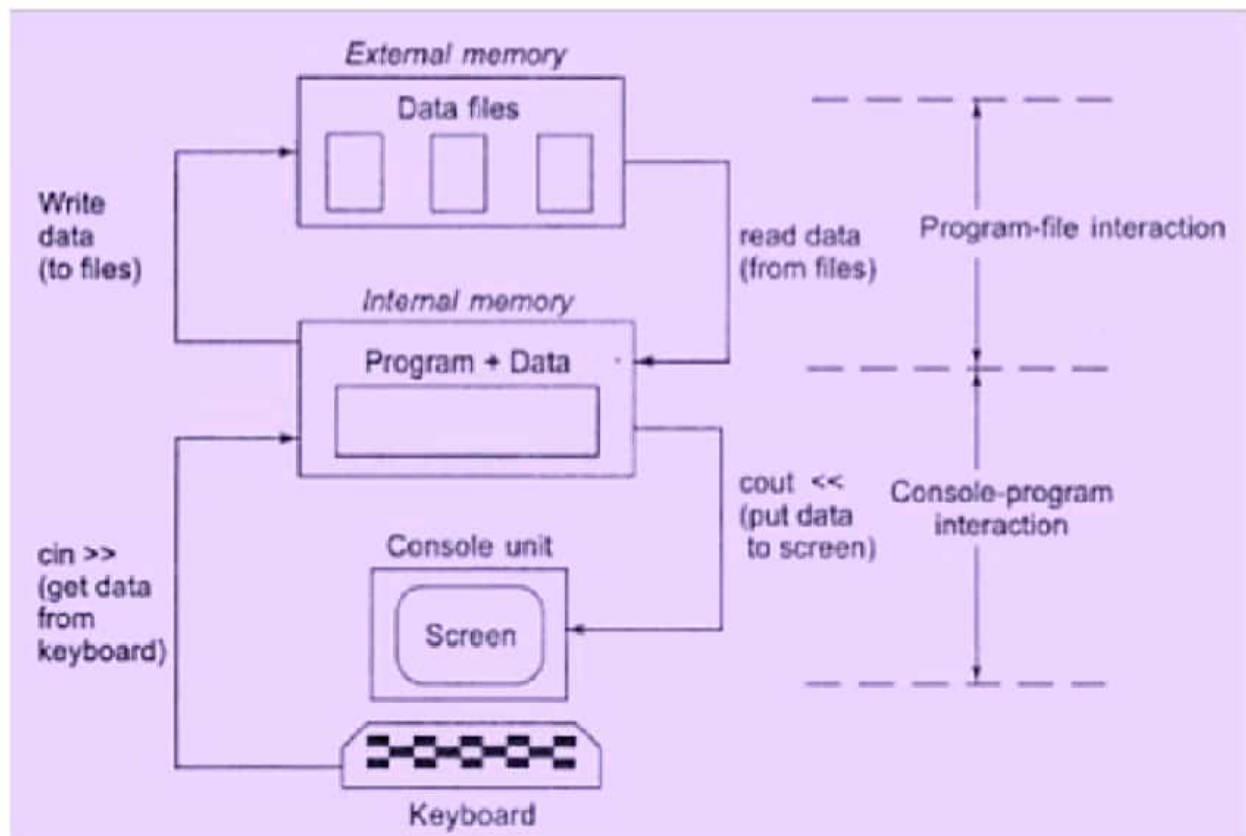 External memory
Data files
Write
data
(to files)
read data
(from files)
Program-file interaction
Internal memory
Program + Data
cin >>
(get data
from
keyboard)
cout <<
(put data
to screen)
Console-program
interaction
Console unit
Screen
Keyboard